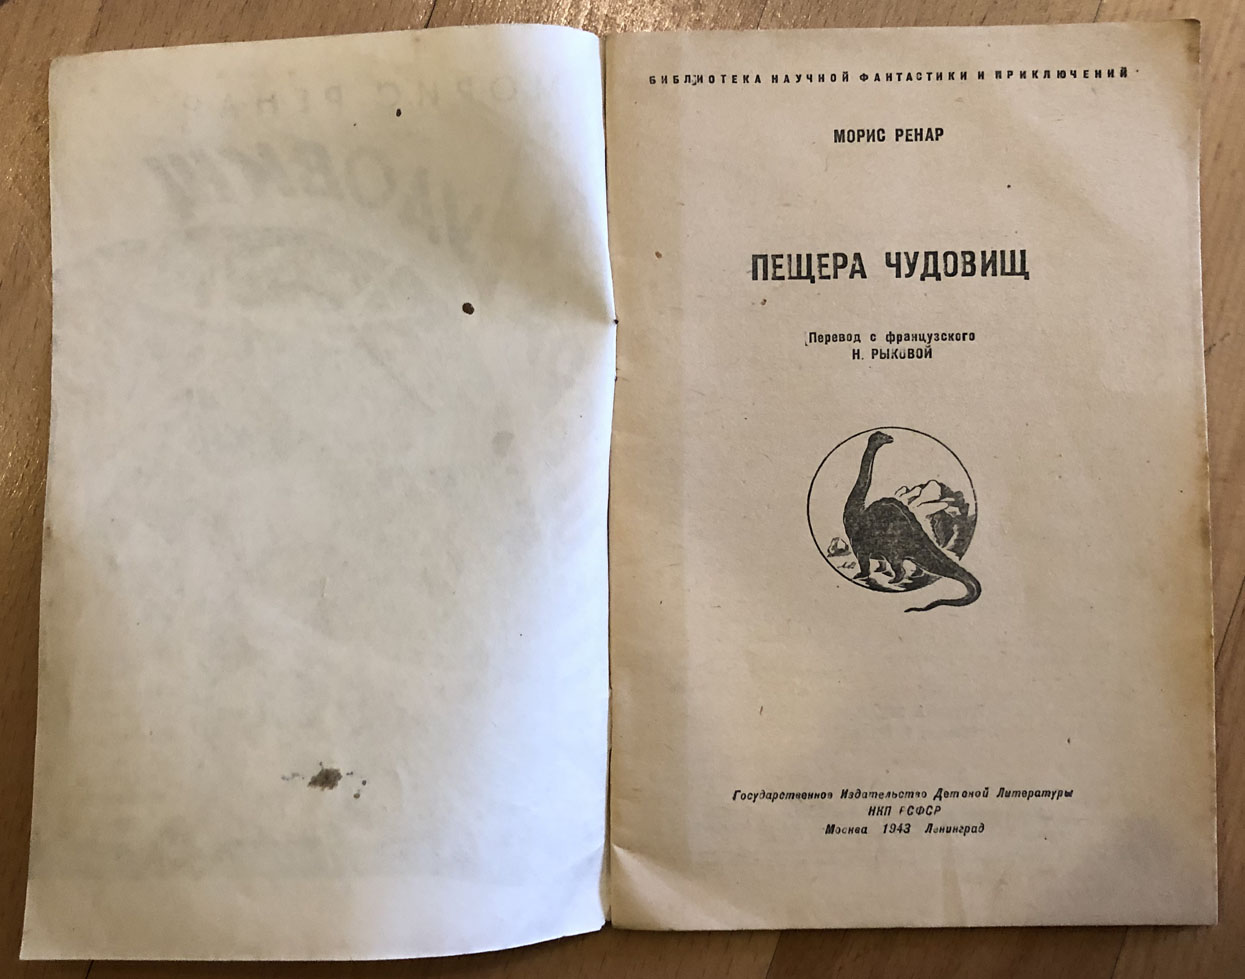 БИБЛИОТЕКА НАУЧНОЙ ФАНТАСТИКИ И ПРИКЛЮЧЕНИЙ
МОРИС РЕНАР
ПЕЩЕРА ЧУДОВИЩ
Перевод с французского
Н. РЫКОВОЙ
Государственное Издательство Детской Литературы
НКП РСФСР
Москва 1943 Ленинград